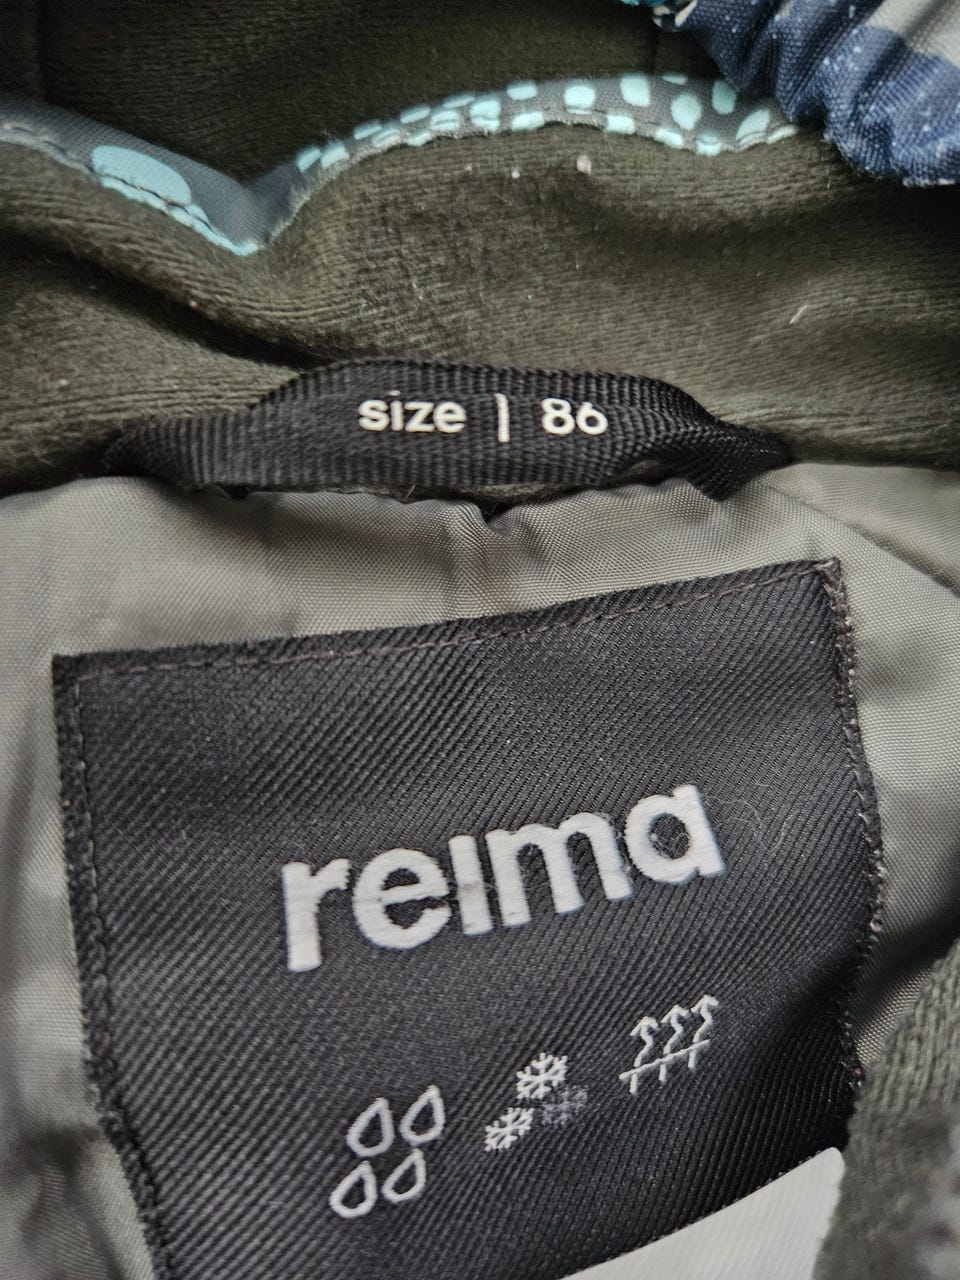 size | 86
reima